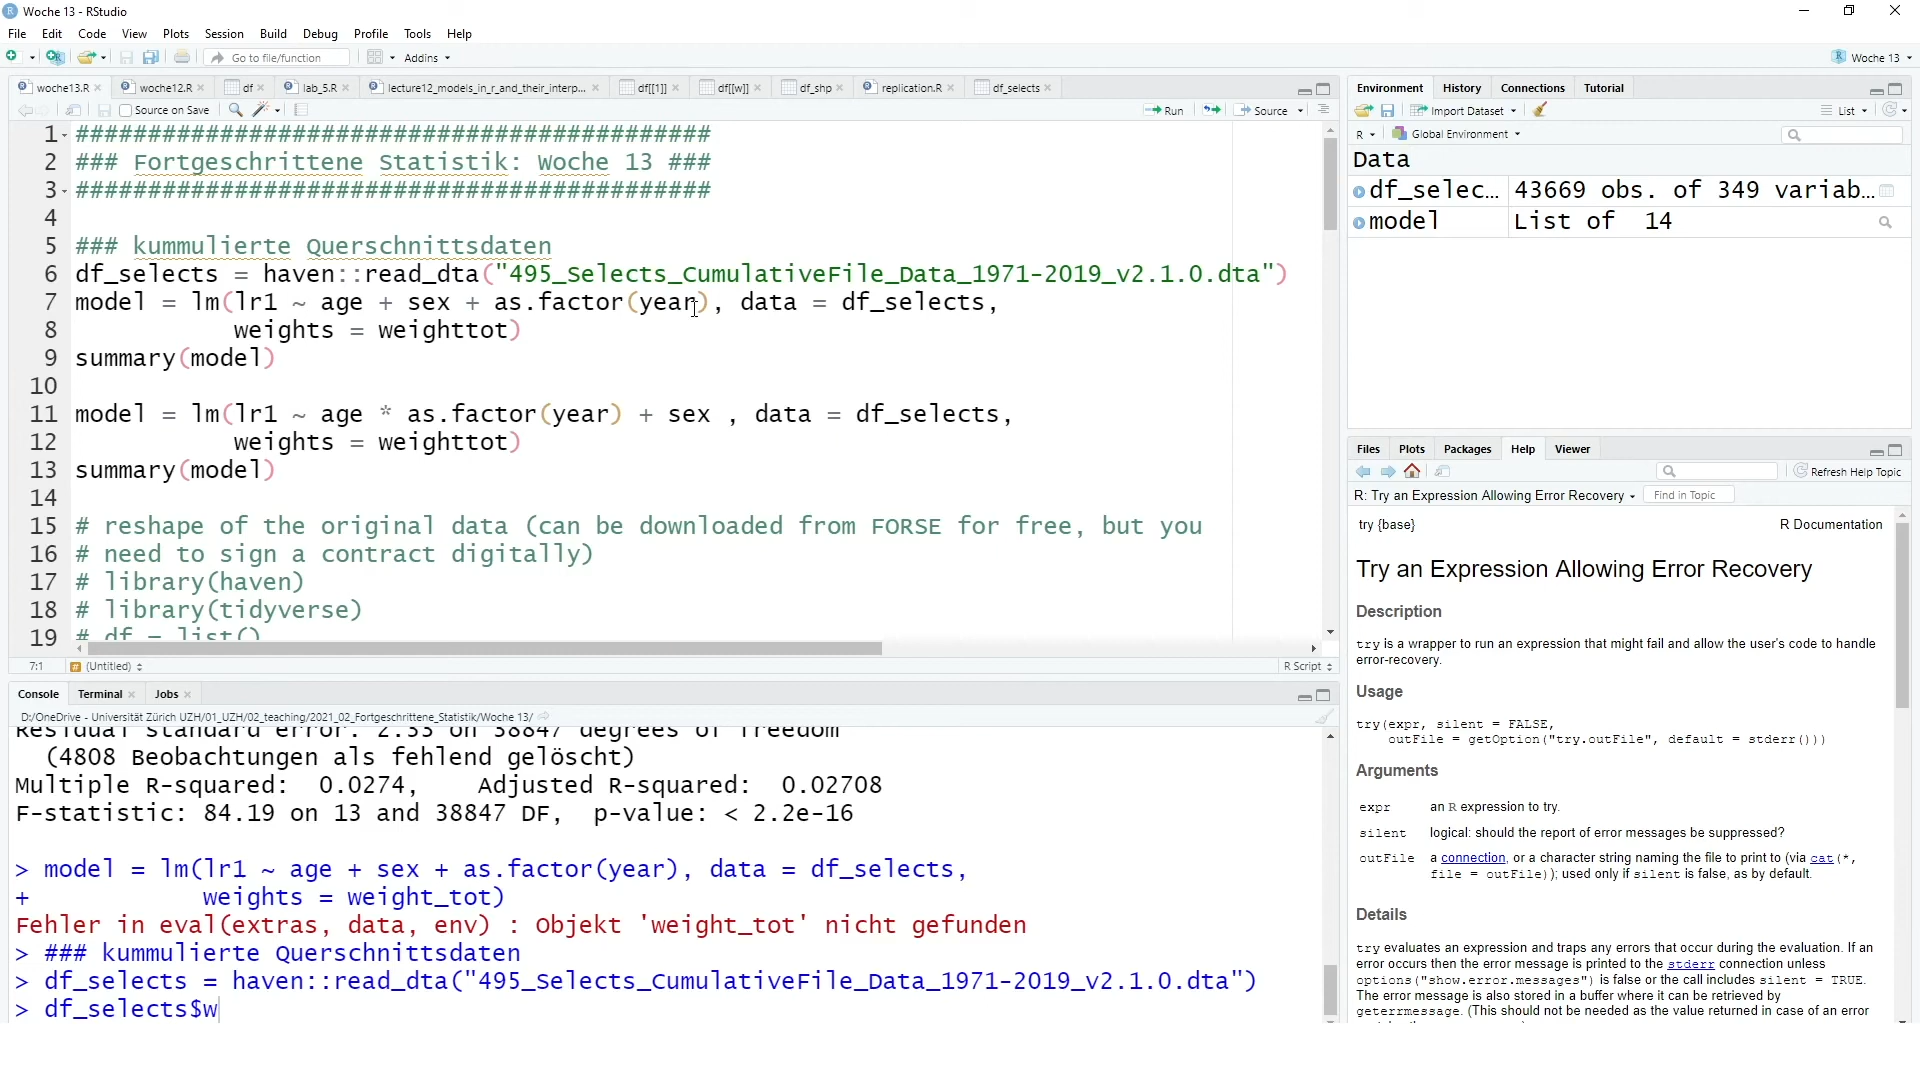 Woche 13 - RStudio
File Edit Code View Plots Session Build Debug Profile Tools Help
Go to file/function Addins Woche 13
woche13.R woche12.R df lab_5.R lecture12_models_in_r_and_their_interp... df[[1]] df[[w]] df_shp replication.R df_selects
Source on Save Run Source
1 ############################################
2 ### Fortgeschrittene Statistik: Woche 13 ###
3 ############################################
4
5 ### kummulierte Querschnittsdaten
6 df_selects = haven::read_dta("495_Selects_CumulativeFile_Data_1971-2019_v2.1.0.dta")
7 model = lm(lr1 ~ age + sex + as.factor(year), data = df_selects,
8 weights = weighttot)
9 summary(model)
10
11 model = lm(lr1 ~ age * as.factor(year) + sex , data = df_selects,
12 weights = weighttot)
13 summary(model)
14
15 # reshape of the original data (can be downloaded from FORSE for free, but you
16 # need to sign a contract digitally)
17 # library(haven)
18 # library(tidyverse)
19 # df = list()
7:1 (Untitled) R Script
Console Terminal Jobs
D:/OneDrive - Universität Zürich UZH/01_UZH/02_teaching/2021_02_Fortgeschrittene_Statistik/Woche 13/
Residual standard error: 2.33 on 38847 degrees of freedom
(4808 Beobachtungen als fehlend gelöscht)
Multiple R-squared: 0.0274, Adjusted R-squared: 0.02708
F-statistic: 84.19 on 13 and 38847 DF, p-value: < 2.2e-16
> model = lm(lr1 ~ age + sex + as.factor(year), data = df_selects,
+ weights = weight_tot)
Fehler in eval(extras, data, env) : Objekt 'weight_tot' nicht gefunden
> ### kummulierte Querschnittsdaten
> df_selects = haven::read_dta("495_Selects_CumulativeFile_Data_1971-2019_v2.1.0.dta")
> df_selects$w
Environment History Connections Tutorial
Import Dataset List
R Global Environment
Data
df_selec... 43669 obs. of 349 variab...
model List of 14
Files Plots Packages Help Viewer
Refresh Help Topic
R: Try an Expression Allowing Error Recovery Find in Topic
try {base} R Documentation
Try an Expression Allowing Error Recovery
Description
try is a wrapper to run an expression that might fail and allow the user's code to handle
error-recovery.
Usage
try(expr, silent = FALSE,
outFile = getOption("try.outFile", default = stderr()))
Arguments
expr an R expression to try.
silent logical: should the report of error messages be suppressed?
outFile a connection, or a character string naming the file to print to (via cat(*,
file = outFile)); used only if silent is false, as by default.
Details
try evaluates an expression and traps any errors that occur during the evaluation. If an
error occurs then the error message is printed to the stderr connection unless
options("show.error.messages") is false or the call includes silent = TRUE.
The error message is also stored in a buffer where it can be retrieved by
geterrmessage. (This should not be needed as the value returned in case of an error